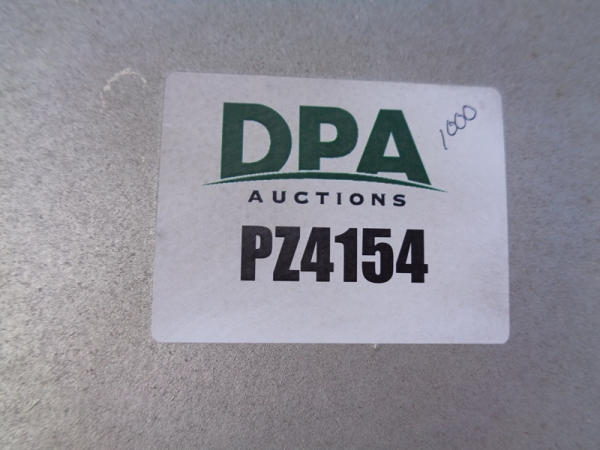 DPA
1000
AUCTIONS
PZ4154